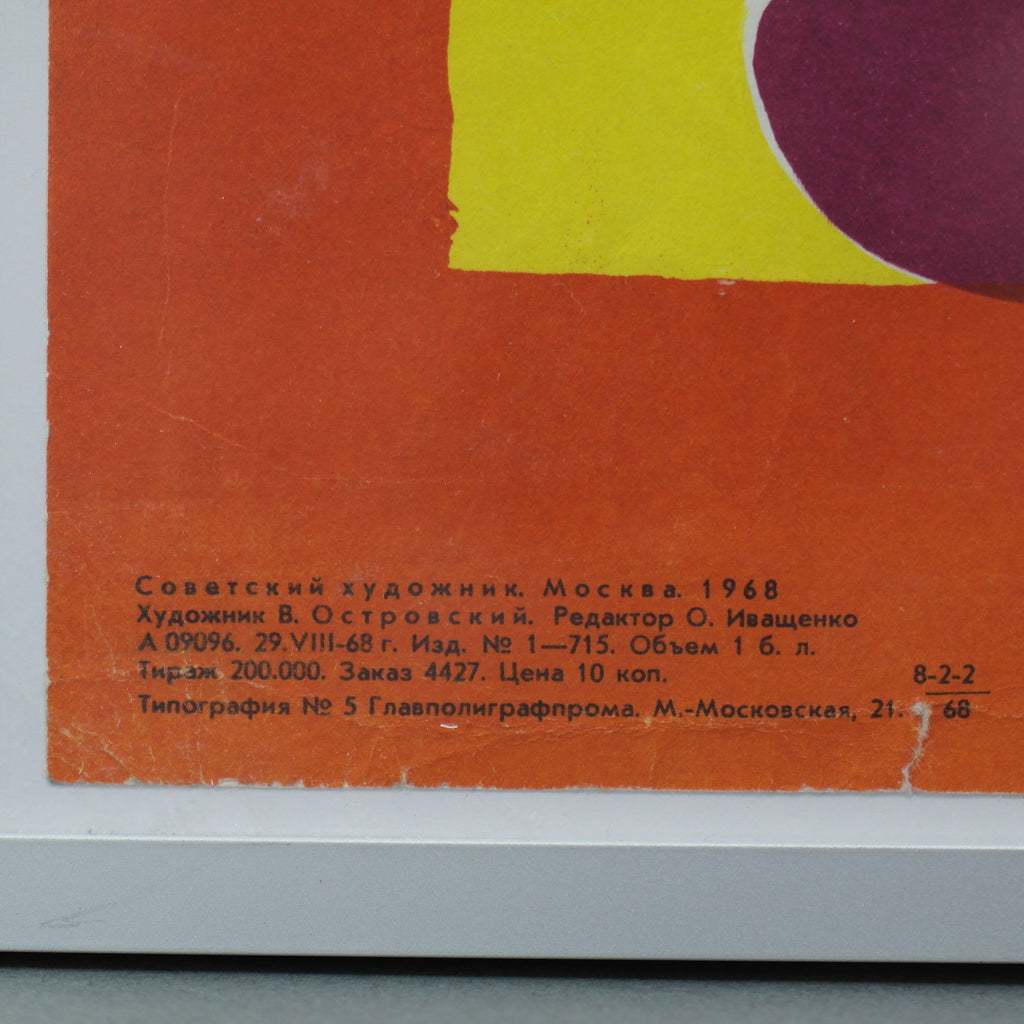 Советский художник. Москва. 1968
Художник В. Островский. Редактор О. Иващенко
А 09096. 29.VIII-68 г. Изд. № 1—715. Объем 1 б. л.
Тираж 200.000. Заказ 4427. Цена 10 коп. 8-2-2
Типография № 5 Главполиграфпрома. М.-Московская, 21. 68